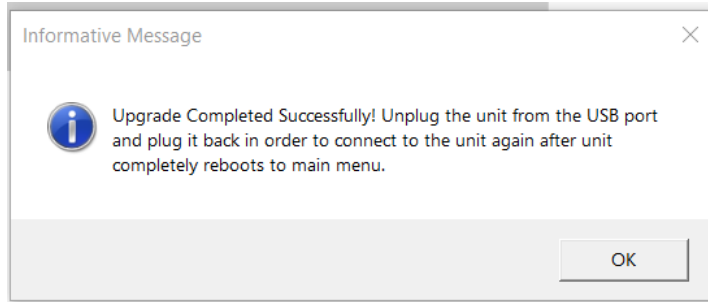 Informative Message
Upgrade Completed Successfully! Unplug the unit from the USB port
and plug it back in order to connect to the unit again after unit
completely reboots to main menu.
OK